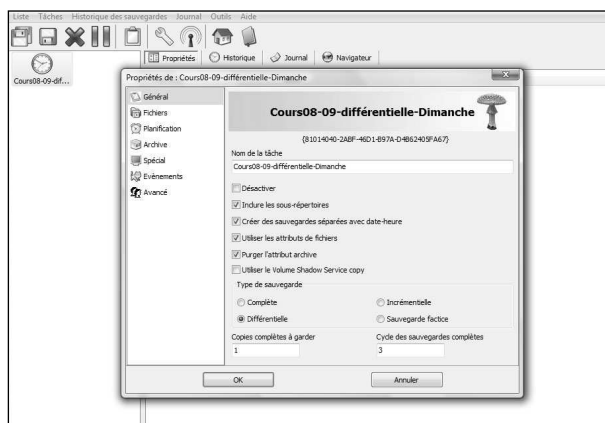 Liste Tâches Historique des sauvegardes Journal Outils Aide
Propriétés Historique Journal Navigateur
Cours08-09-dif...
Propriétés de : Cours08-09-différentielle-Dimanche
Général
Fichiers
Planification
Archive
Spécial
Evènements
Avancé
Cours08-09-différentielle-Dimanche
{81014040-2ABF-46D1-B97A-D4B62405FA67}
Nom de la tâche
Cours08-09-différentielle-Dimanche
Désactiver
Inclure les sous-répertoires
Créer des sauvegardes séparées avec date-heure
Utiliser les attributs de fichiers
Purger l'attribut archive
Utiliser le Volume Shadow Service copy
Type de sauvegarde
Complète Incrémentielle
Différentielle Sauvegarde factice
Copies complètes à garder Cycle des sauvegardes complètes
1 3
OK Annuler